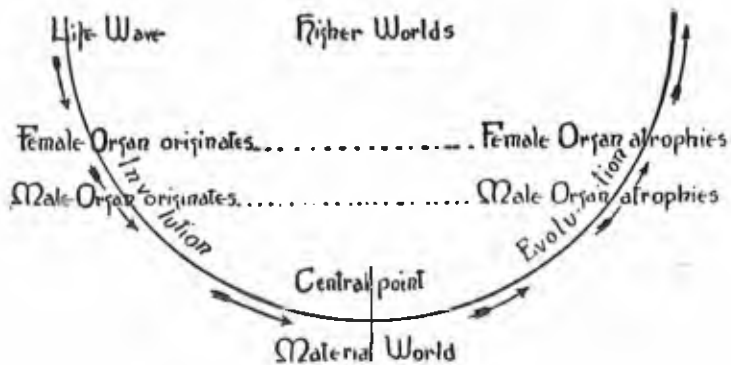 Life Wave Higher Worlds
Female Organ originates............................ Female Organ atrophies
Male Organ originates........................ Male Organ atrophies
Involution
Evolution
Central point
Material World